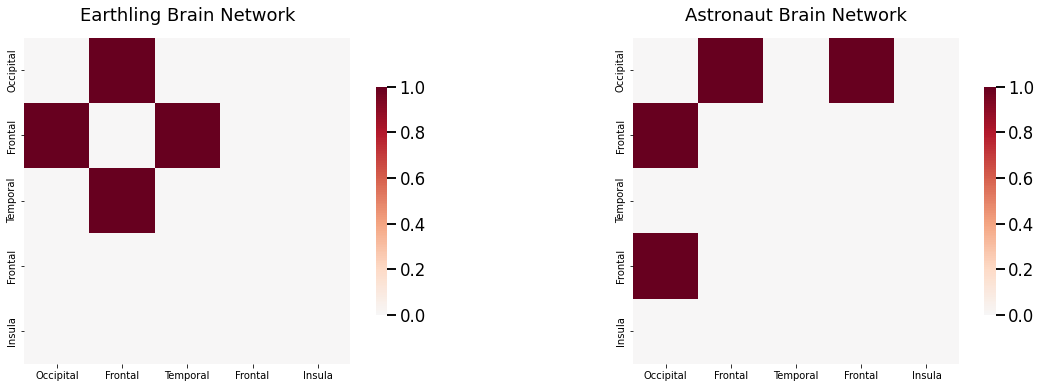 Earthling Brain Network
Astronaut Brain Network
Occipital
Frontal
Temporal
Frontal
Insula
Occipital Frontal Temporal Frontal Insula
1.0
0.8
0.6
0.4
0.2
0.0
Occipital
Frontal
Temporal
Frontal
Insula
Occipital Frontal Temporal Frontal Insula
1.0
0.8
0.6
0.4
0.2
0.0